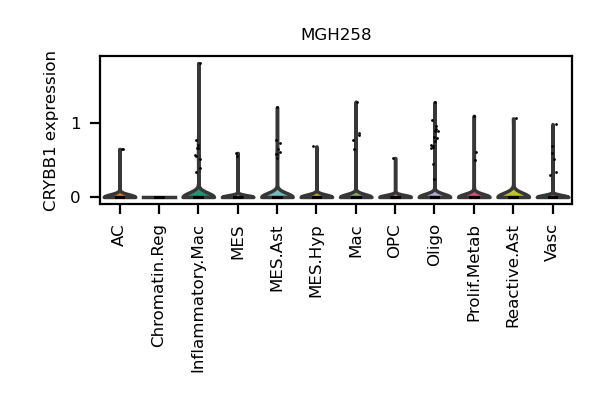 MGH258
CRYBB1 expression
1
0
AC
Chromatin.Reg
Inflammatory.Mac
MES
MES.Ast
MES.Hyp
Mac
OPC
Oligo
Prolif.Metab
Reactive.Ast
Vasc